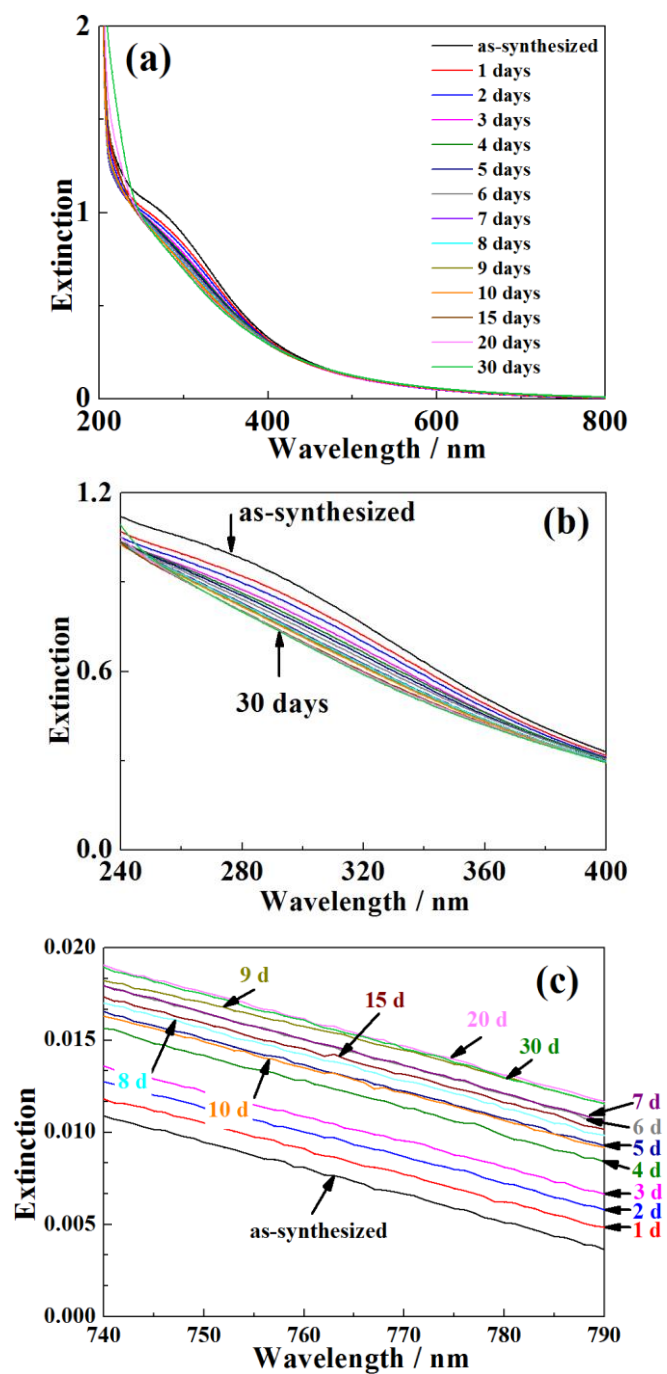 (a)
as-synthesized
1 days
2 days
3 days
4 days
5 days
6 days
7 days
8 days
9 days
10 days
15 days
20 days
30 days
2
1
0
Extinction
200 400 600 800
Wavelength / nm
(b)
as-synthesized
30 days
1.2
0.6
0.0
Extinction
240 280 320 360 400
Wavelength / nm
(c)
0.020
0.015
0.010
0.005
0.000
Extinction
9 d
15 d
20 d
30 d
8 d
10 d
7 d
6 d
5 d
4 d
3 d
2 d
1 d
as-synthesized
740 750 760 770 780 790
Wavelength / nm